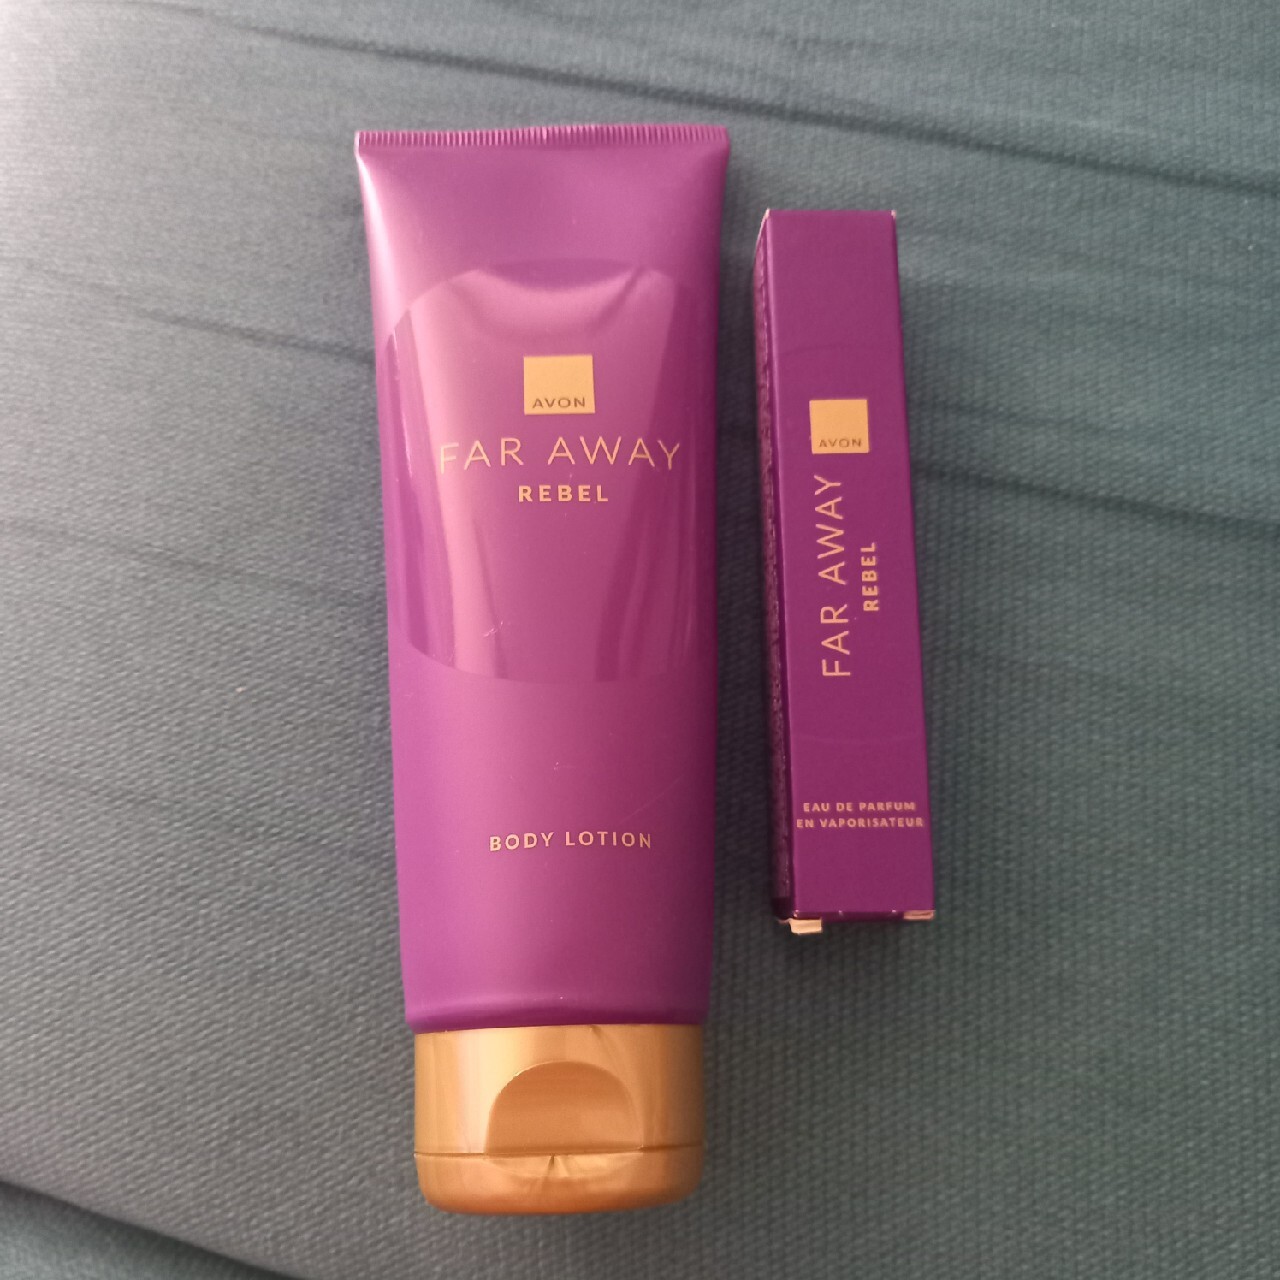 AVON
FAR AWAY
REBEL
BODY LOTION
AVON
FAR AWAY
REBEL
EAU DE PARFUM
EN VAPORISATEUR